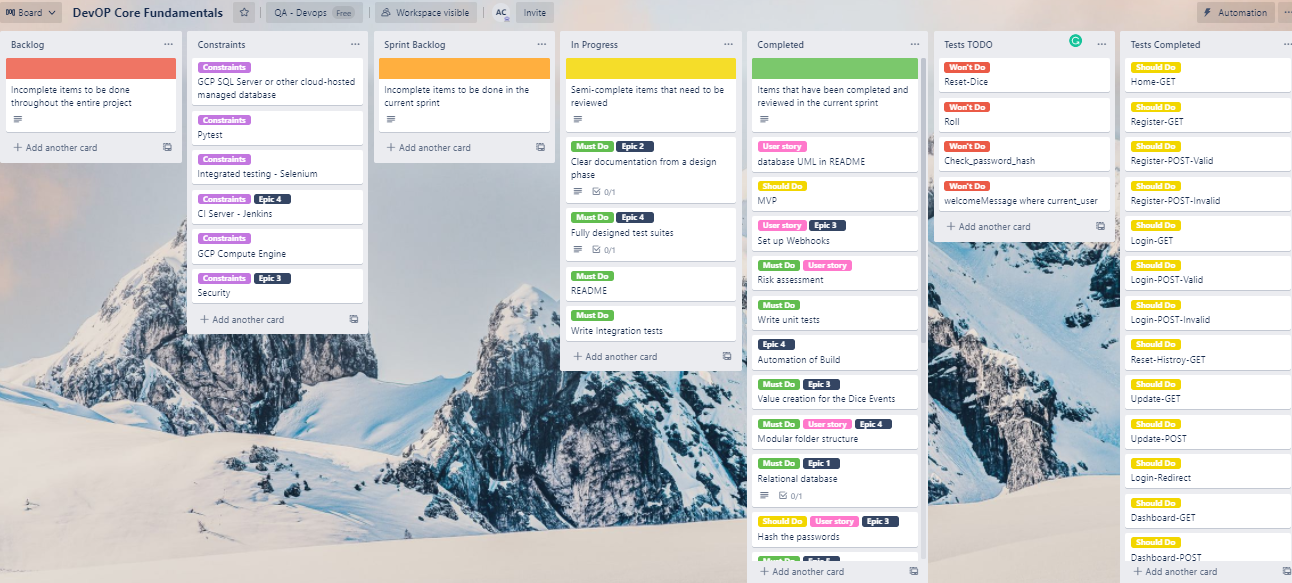 Board
DevOP Core Fundamentals
QA - Devops Free
Workspace visible
AC
Invite
Automation
Backlog
Incomplete items to be done
throughout the entire project
+ Add another card
Constraints
Constraints
GCP SQL Server or other cloud-hosted
managed database
Constraints
Pytest
Constraints
Integrated testing - Selenium
Constraints Epic 4
CI Server - Jenkins
Constraints
GCP Compute Engine
Constraints Epic 3
Security
+ Add another card
Sprint Backlog
Incomplete items to be done in the
current sprint
+ Add another card
In Progress
Semi-complete items that need to be
reviewed
Must Do Epic 2
Clear documentation from a design
phase
0/1
Must Do Epic 4
Fully designed test suites
0/1
Must Do
README
Must Do
Write Integration tests
+ Add another card
Completed
Items that have been completed and
reviewed in the current sprint
User story
database UML in README
Should Do
MVP
User story Epic 3
Set up Webhooks
Must Do User story
Risk assessment
Must Do
Write unit tests
Epic 4
Automation of Build
Must Do Epic 3
Value creation for the Dice Events
Must Do User story Epic 4
Modular folder structure
Must Do Epic 1
Relational database
0/1
Should Do User story Epic 3
Hash the passwords
Must Do
+ Add another card
Tests TODO
Won't Do
Reset-Dice
Won't Do
Roll
Won't Do
Check_password_hash
Won't Do
welcomeMessage where current_user
+ Add another card
Tests Completed
Should Do
Home-GET
Should Do
Register-GET
Should Do
Register-POST-Valid
Should Do
Register-POST-Invalid
Should Do
Login-GET
Should Do
Login-POST-Valid
Should Do
Login-POST-Invalid
Should Do
Reset-Histroy-GET
Should Do
Update-GET
Should Do
Update-POST
Should Do
Login-Redirect
Should Do
Dashboard-GET
Should Do
Dashboard-POST
+ Add another card